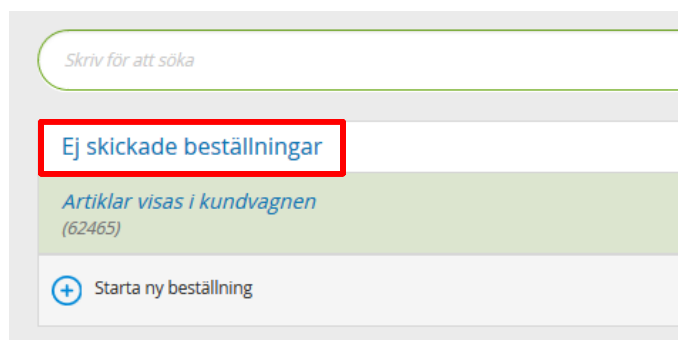 Skriv för att söka
Ej skickade beställningar
Artiklar visas i kundvagnen
(62465)
Starta ny beställning